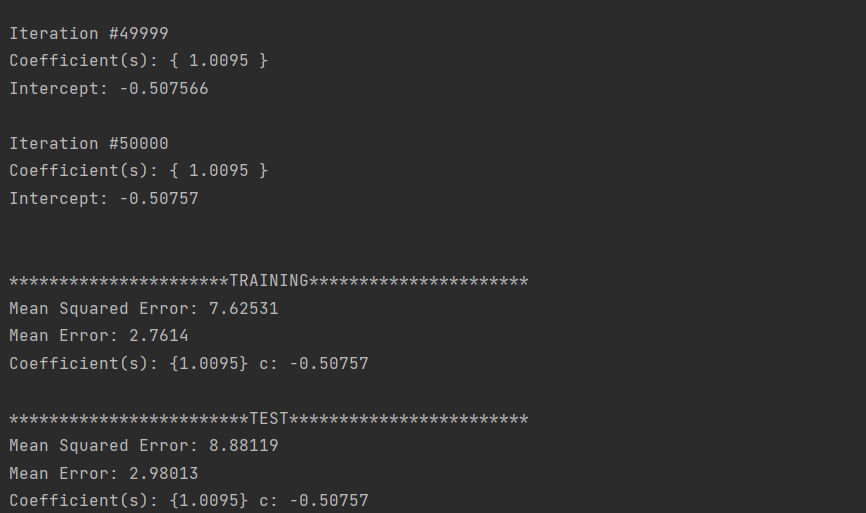 Iteration #49999
Coefficient(s): { 1.0095 }
Intercept: -0.507566
Iteration #50000
Coefficient(s): { 1.0095 }
Intercept: -0.50757
**********************TRAINING**********************
Mean Squared Error: 7.62531
Mean Error: 2.7614
Coefficient(s): {1.0095} c: -0.50757
************************TEST************************
Mean Squared Error: 8.88119
Mean Error: 2.98013
Coefficient(s): {1.0095} c: -0.50757